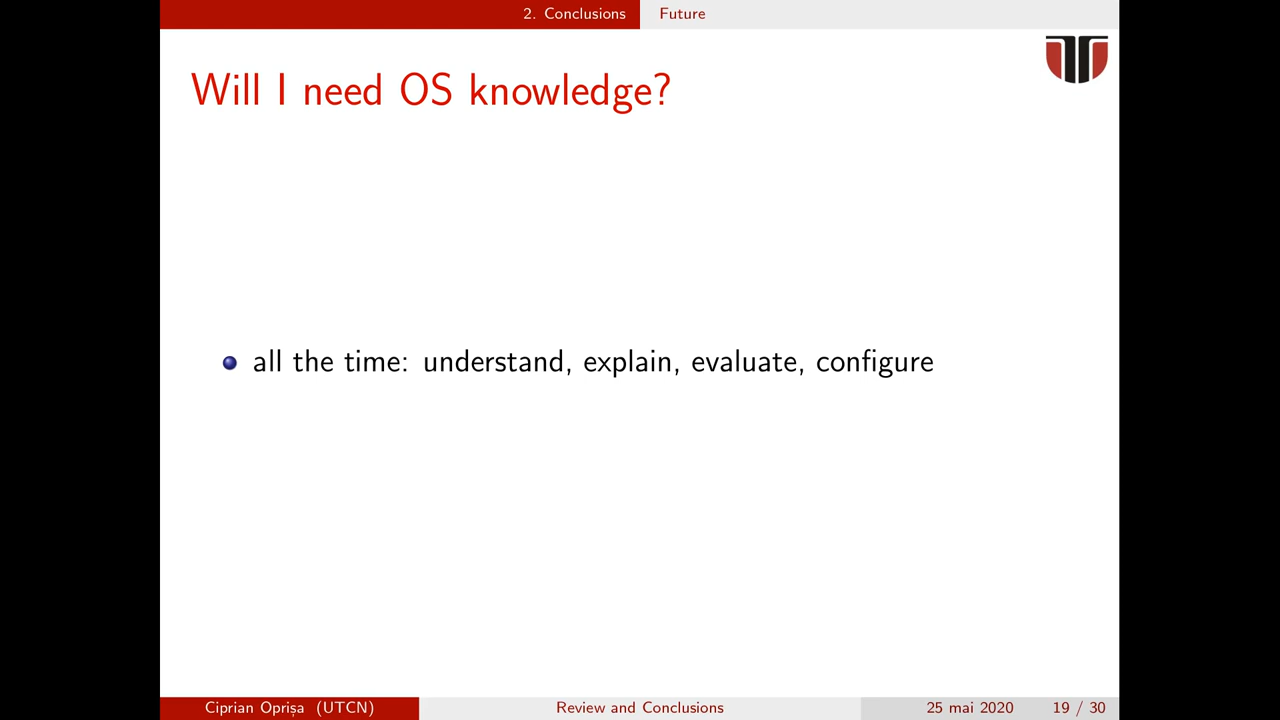 2. Conclusions Future
Will I need OS knowledge?
all the time: understand, explain, evaluate, configure
Ciprian Oprișa (UTCN) Review and Conclusions 25 mai 2020 19 / 30